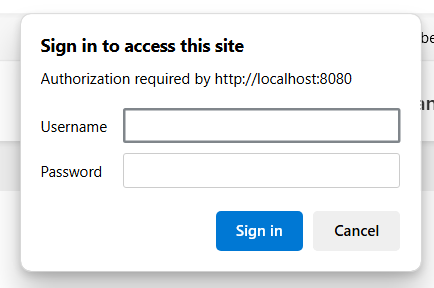 Sign in to access this site
Authorization required by http://localhost:8080
Username
Password
Sign in Cancel